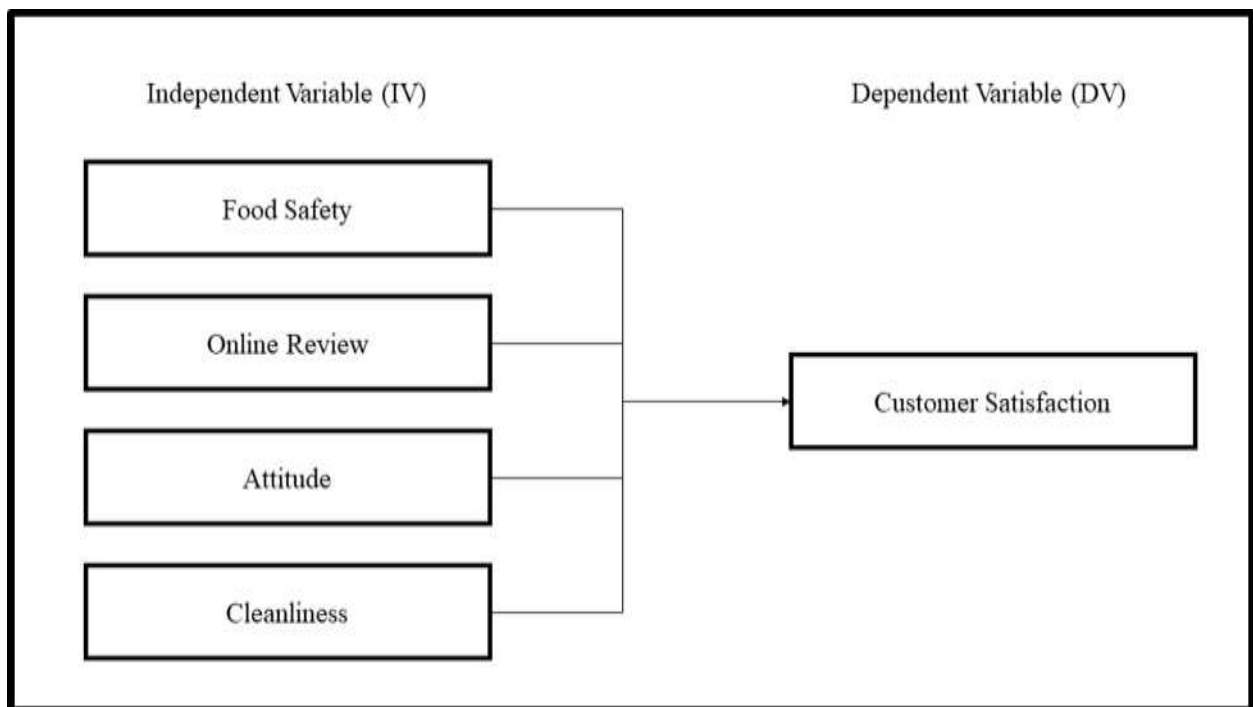 Independent Variable (IV)
Dependent Variable (DV)
Food Safety
Online Review
Attitude
Cleanliness
Customer Satisfaction